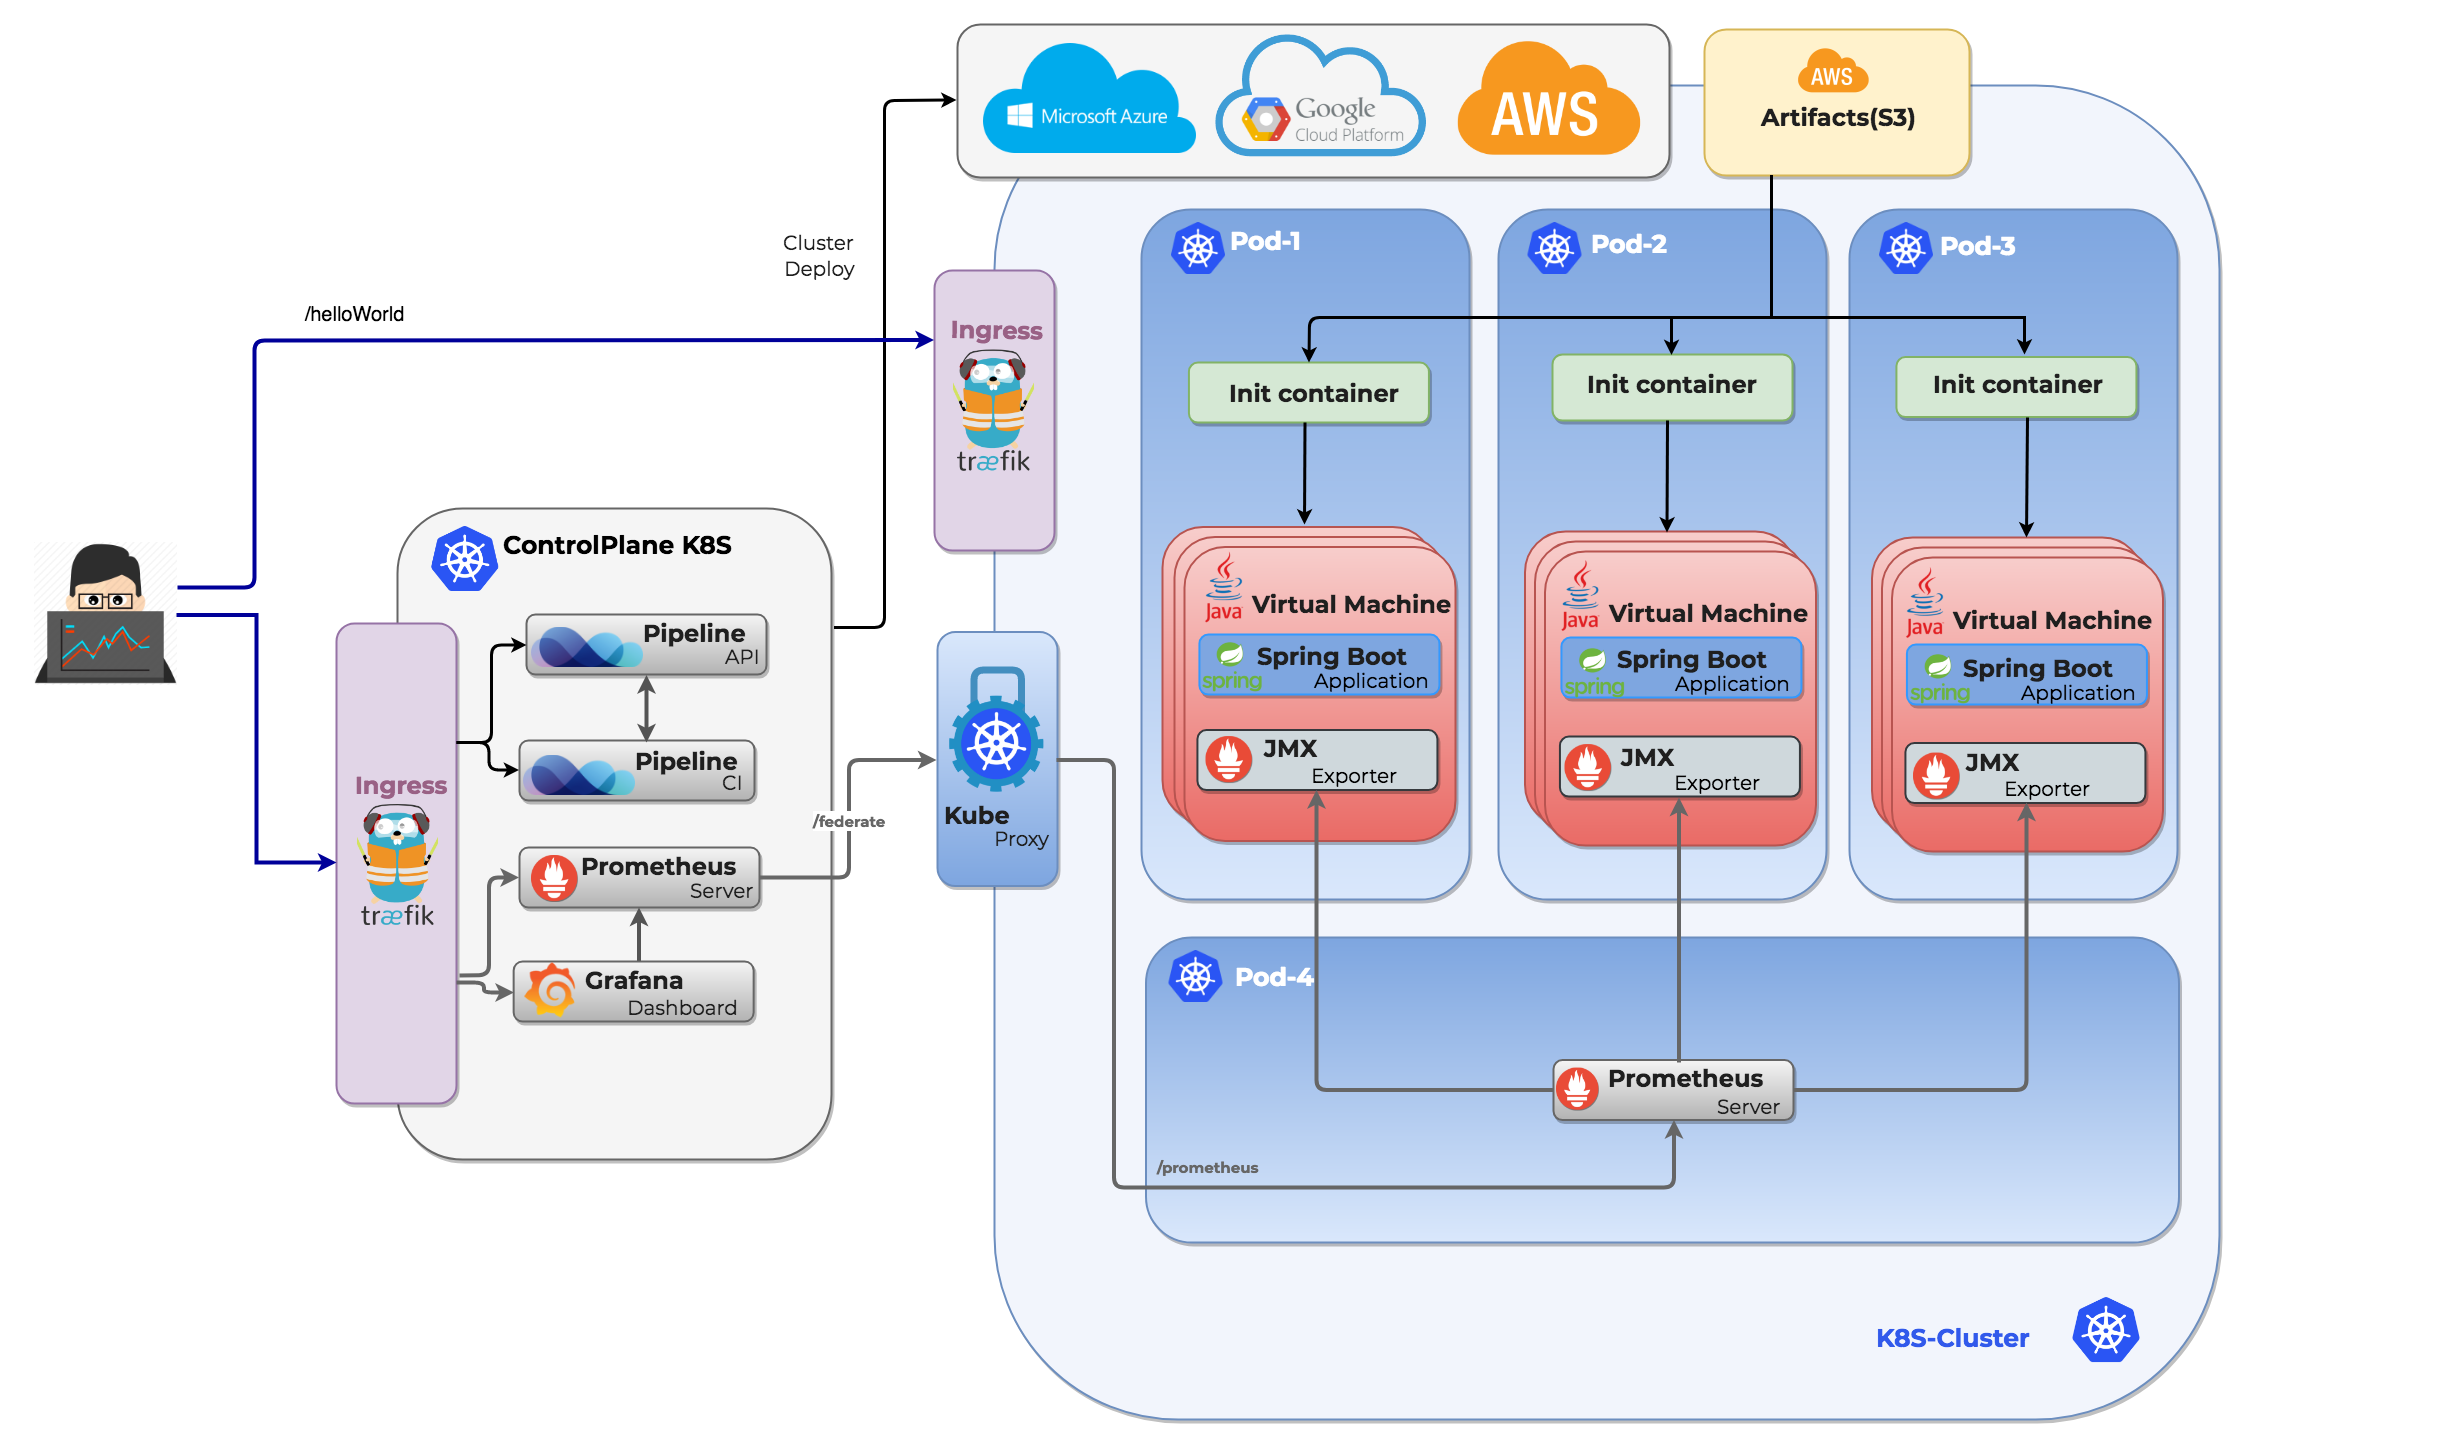 Microsoft Azure
Google
Cloud Platform
AWS
AWS
Artifacts(S3)
Cluster
Deploy
/helloWorld
Ingress
træfik
Pod-1
Pod-2
Pod-3
Init container
Init container
Init container
ControlPlane K8S
Pipeline
API
Pipeline
CI
Ingress
træfik
Prometheus
Server
Grafana
Dashboard
/federate
Kube
Proxy
Java
Virtual Machine
spring
Spring Boot
Application
JMX
Exporter
Java
Virtual Machine
spring
Spring Boot
Application
JMX
Exporter
Java
Virtual Machine
spring
Spring Boot
Application
JMX
Exporter
Pod-4
Prometheus
Server
/prometheus
K8S-Cluster